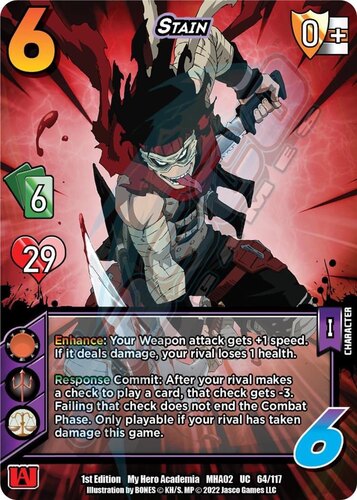 6
STAIN
0 +
6
29
I
CHARACTER
Enhance: Your Weapon attack gets +1 speed.
If it deals damage, your rival loses 1 health.
Response Commit: After your rival makes
a check to play a card, that check gets -3.
Failing that check does not end the Combat
Phase. Only playable if your rival has taken
damage this game.
6
1st Edition My Hero Academia MHA02 UC 64/117
Illustration by BONES © KH/S. MP © 2022 Jasco Games LLC